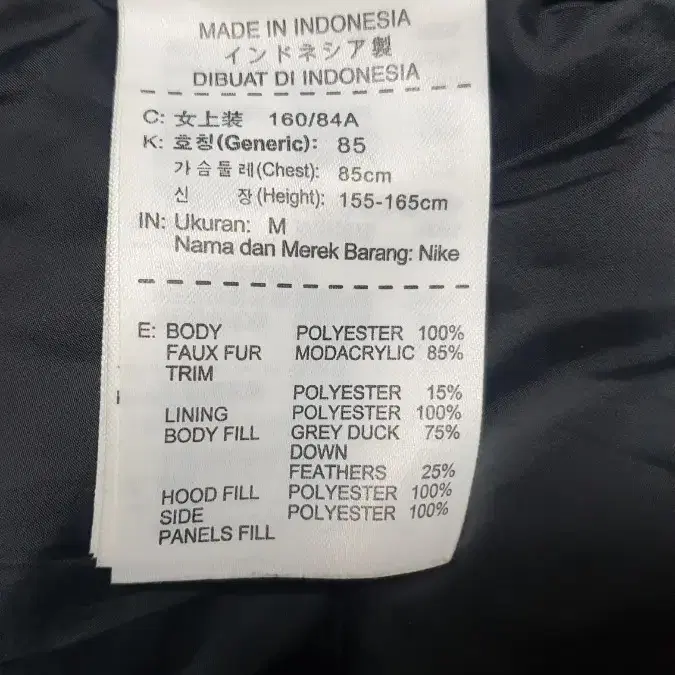 MADE IN INDONESIA
インドネシア製
DIBUAT DI INDONESIA
C: 女上装 160/84A
K: 호칭(Generic): 85
가슴둘레(Chest): 85cm
신 장(Height): 155-165cm
IN: Ukuran: M
Nama dan Merek Barang: Nike
E: BODY POLYESTER 100%
FAUX FUR MODACRYLIC 85%
TRIM
POLYESTER 15%
LINING POLYESTER 100%
BODY FILL GREY DUCK 75%
DOWN
FEATHERS 25%
HOOD FILL POLYESTER 100%
SIDE POLYESTER 100%
PANELS FILL